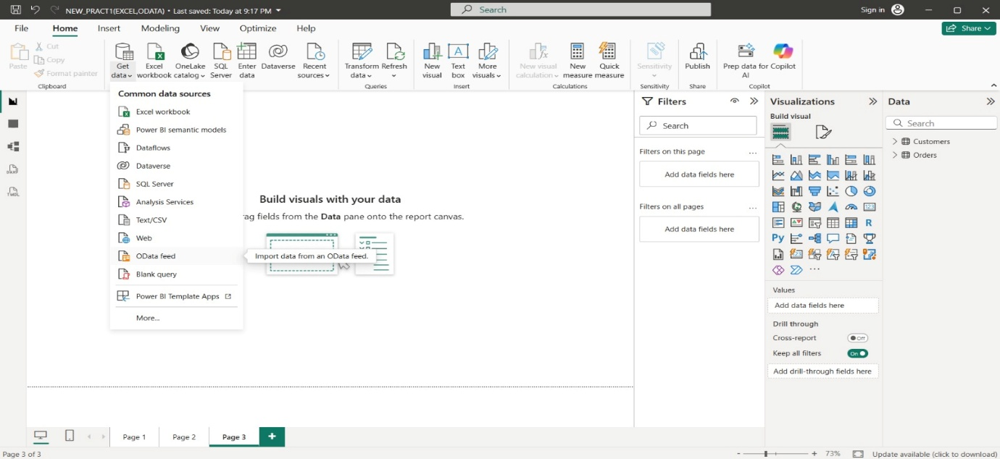 NEW_PRACT1(EXCEL,ODATA) • Last saved: Today at 9:17 PM
Search
Sign in
File Home Insert Modeling View Optimize Help
Share
Paste
Cut
Copy
Format painter
Clipboard
Get data
Excel workbook
OneLake catalog
SQL Server
Enter data
Dataverse
Recent sources
Transform data
Refresh
Queries
New visual
Text box
More visuals
Insert
New visual calculation
New measure
Quick measure
Calculations
Sensitivity
Sensitivity
Publish
Share
Prep data for AI
Copilot
Copilot
Common data sources
Excel workbook
Power BI semantic models
Dataflows
Dataverse
SQL Server
Analysis Services
Text/CSV
Web
OData feed
Blank query
Power BI Template Apps
More...
Import data from an OData feed.
Build visuals with your data
rag fields from the Data pane onto the report canvas.
Filters
Search
Filters on this page
Add data fields here
Filters on all pages
Add data fields here
Visualizations
Build visual
123
R
Py
123
Values
Add data fields here
Drill through
Cross-report
Off
Keep all filters
On
Add drill-through fields here
Data
Search
Customers
Orders
DAX
TMDL
Page 1
Page 2
Page 3
Page 3 of 3
73%
Update available (click to download)